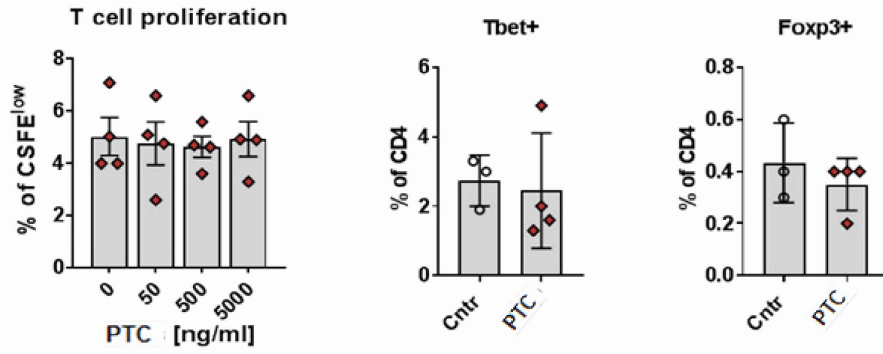 T cell proliferation
% of CSFElow
8
6
4
2
0
0
50
500
5000
PTC [ng/ml]
Tbet+
% of CD4
6
4
2
0
Cntr
PTC
Foxp3+
% of CD4
0.8
0.6
0.4
0.2
0.0
Cntr
PTC